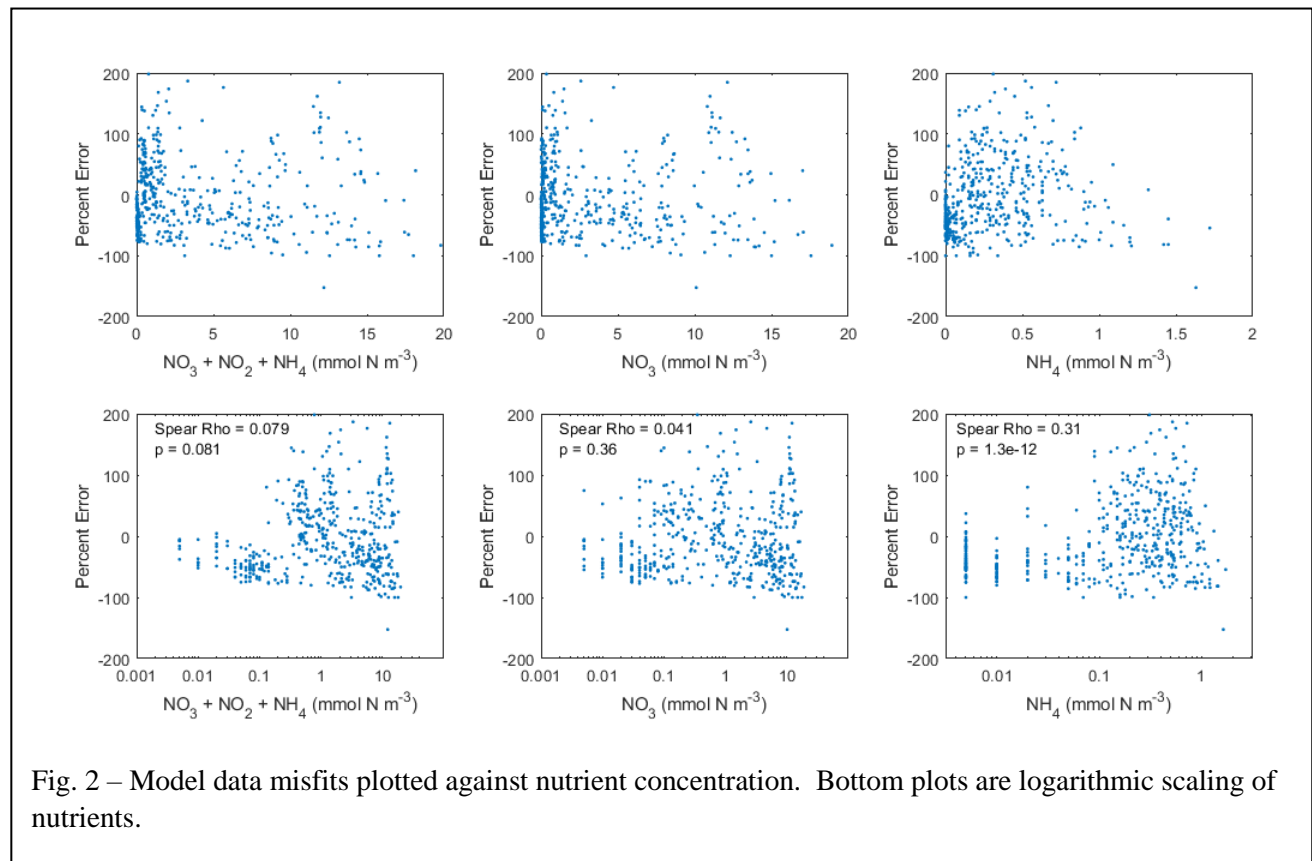 200
100
0
-100
-200
Percent Error
0 5 10 15 20
NO3 + NO2 + NH4 (mmol N m-3)
200
100
0
-100
-200
Percent Error
0 5 10 15 20
NO3 (mmol N m-3)
200
100
0
-100
-200
Percent Error
0 0.5 1 1.5 2
NH4 (mmol N m-3)
200
100
0
-100
-200
Percent Error
Spear Rho = 0.079
p = 0.081
0.001 0.01 0.1 1 10
NO3 + NO2 + NH4 (mmol N m-3)
200
100
0
-100
-200
Percent Error
Spear Rho = 0.041
p = 0.36
0.001 0.01 0.1 1 10
NO3 (mmol N m-3)
200
100
0
-100
-200
Percent Error
Spear Rho = 0.31
p = 1.3e-12
0.01 0.1 1
NH4 (mmol N m-3)
Fig. 2 – Model data misfits plotted against nutrient concentration.  Bottom plots are logarithmic scaling of
nutrients.